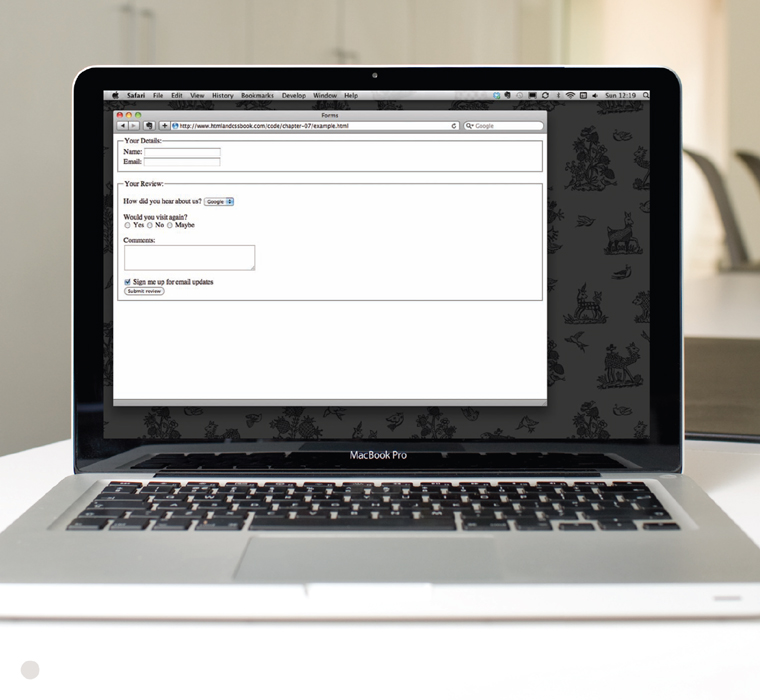 Safari File Edit View History Bookmarks Develop Window Help Sun 12:19
Forms
http://www.htmlandcssbook.com/code/chapter-07/example.html Google
Your Details:
Name:
Email:
Your Review:
How did you hear about us? Google
Would you visit again?
Yes No Maybe
Comments:
Sign me up for email updates
Submit review
MacBook Pro